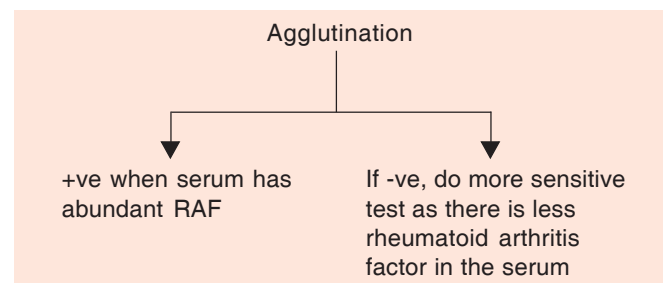 Agglutination
+ve when serum has
abundant RAF
If -ve, do more sensitive
test as there is less
rheumatoid arthritis
factor in the serum